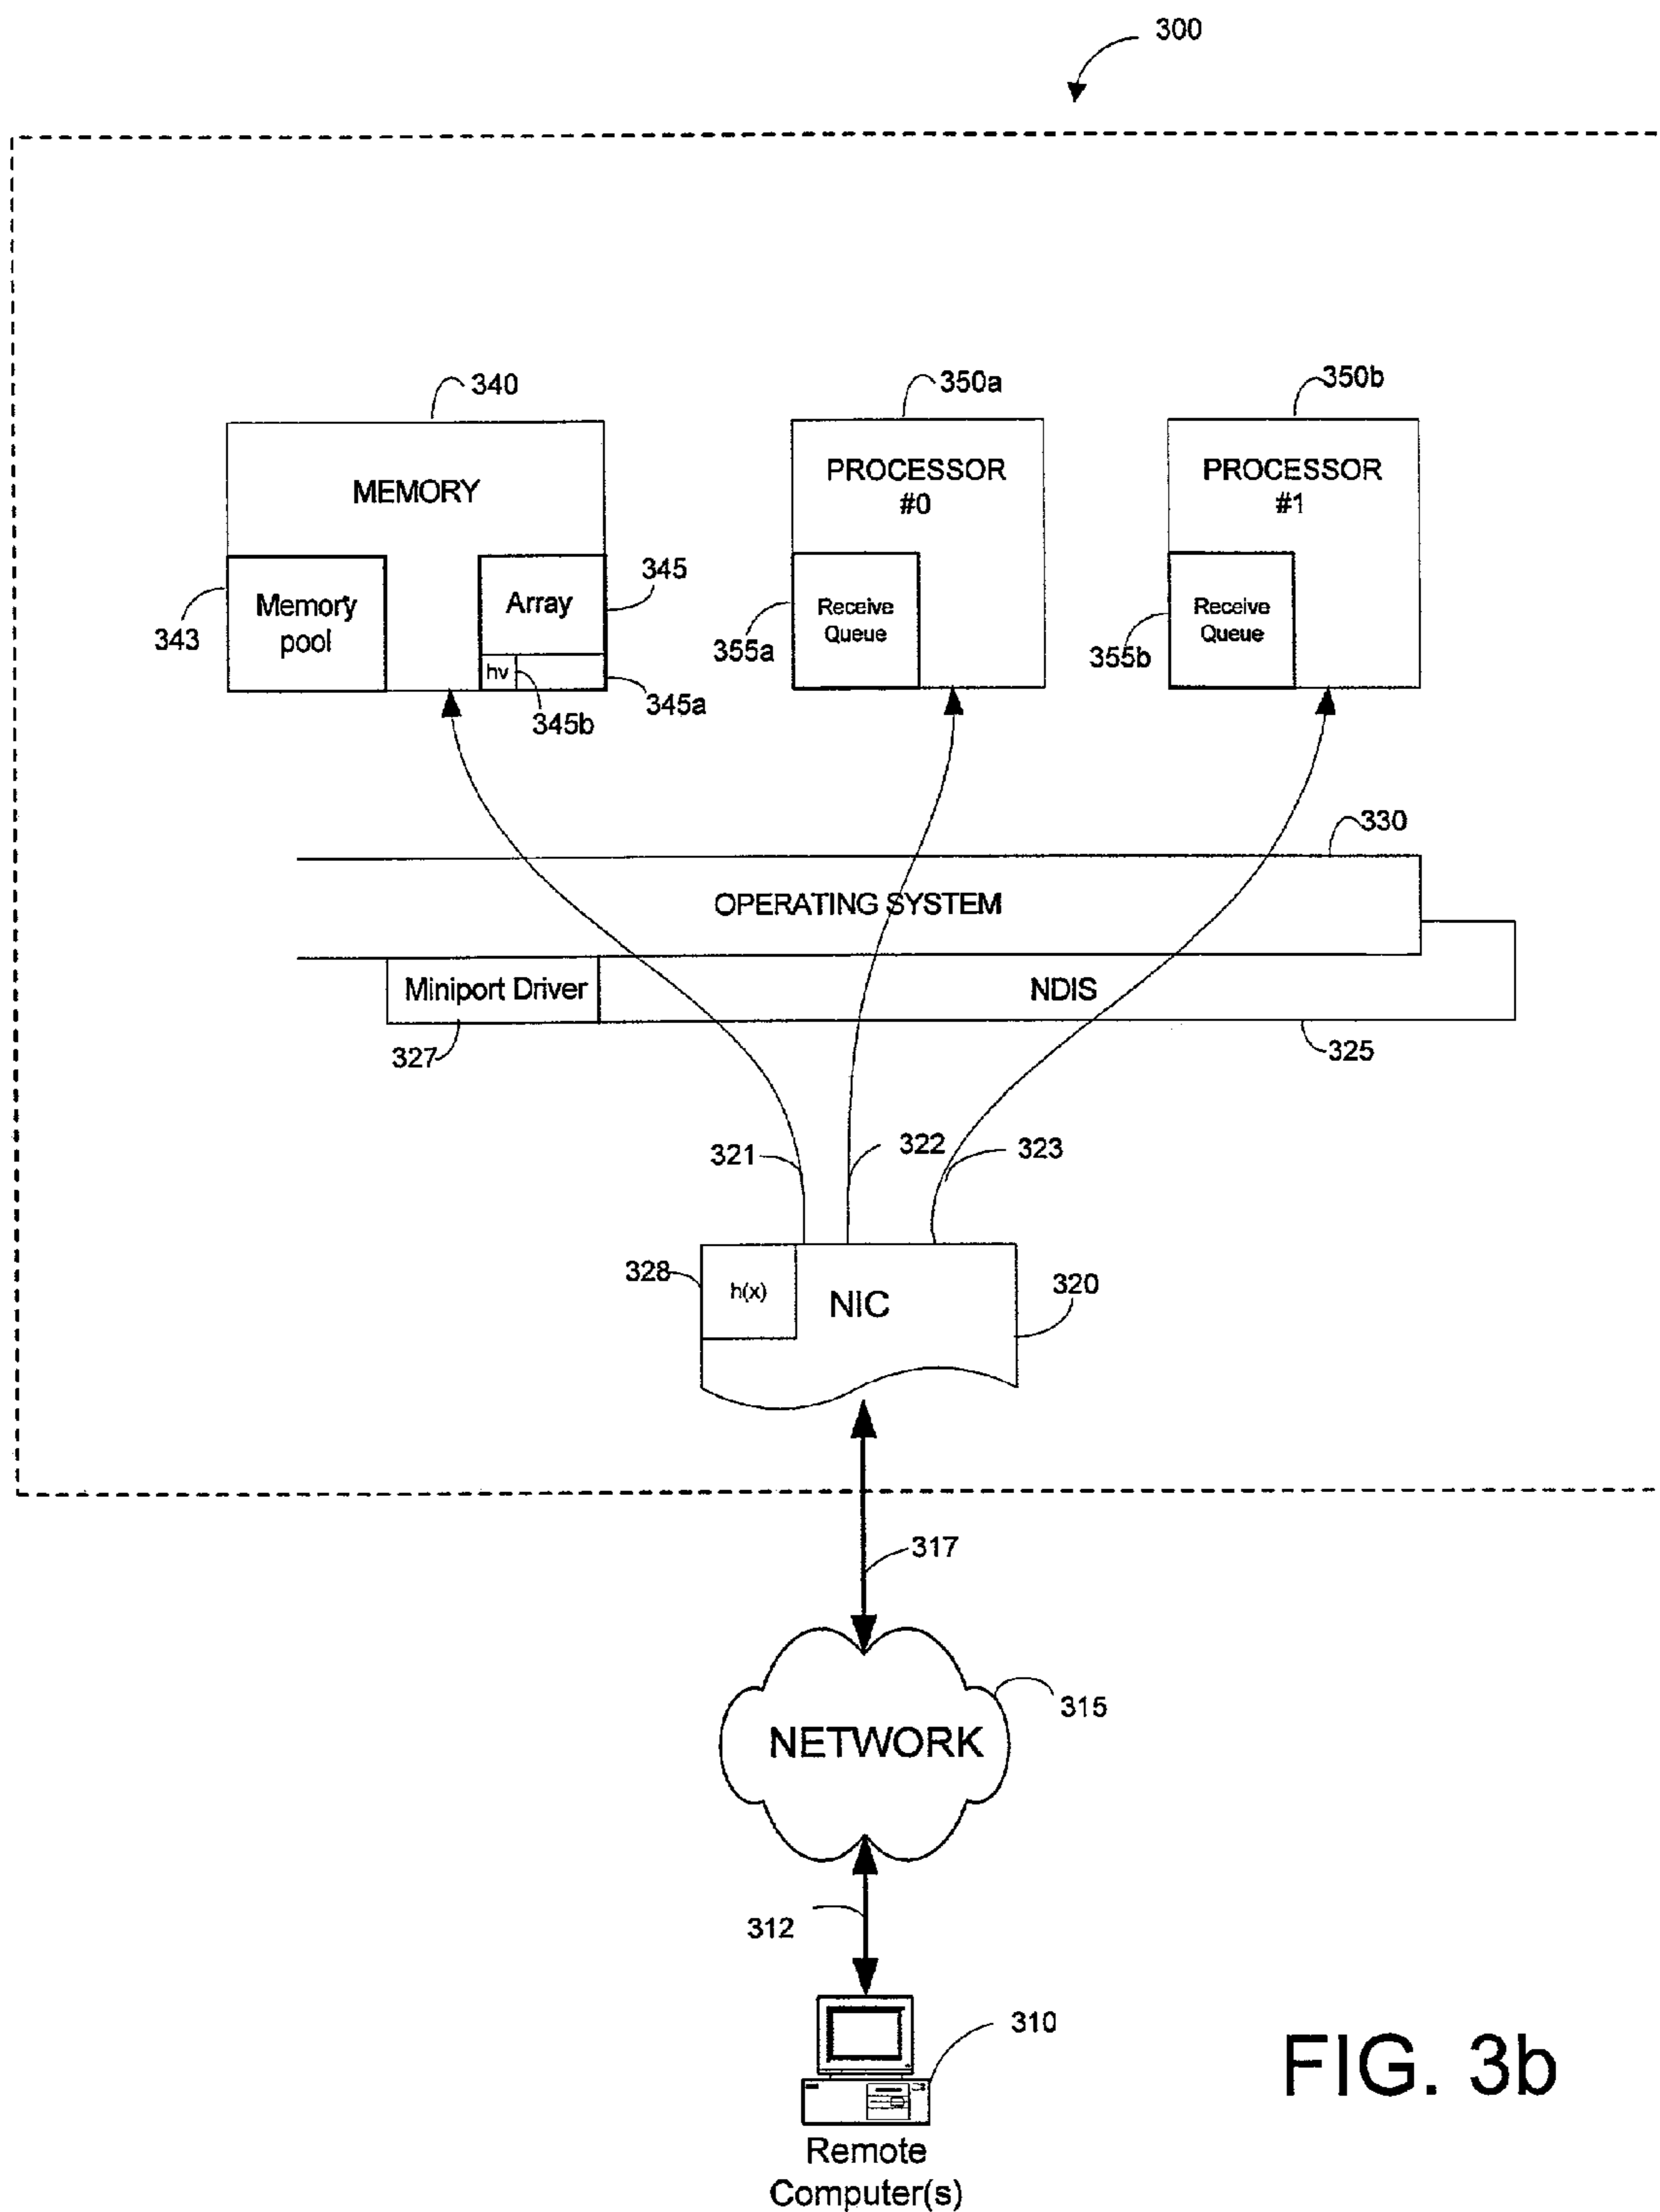 300
340
350a
350b
MEMORY
PROCESSOR
#0
PROCESSOR
#1
343
Memory
pool
Array
345
hv
345b
345a
355a
Receive
Queue
355b
Receive
Queue
330
OPERATING SYSTEM
Miniport Driver
NDIS
327
325
321
322
323
328
h(x)
NIC
320
317
NETWORK
315
312
310
Remote
Computer(s)
FIG. 3b